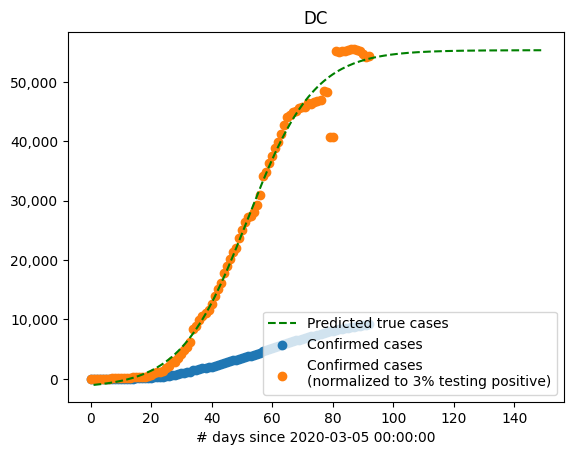 DC
50,000
40,000
30,000
20,000
10,000
0
Predicted true cases
Confirmed cases
Confirmed cases
(normalized to 3% testing positive)
0 20 40 60 80 100 120 140
# days since 2020-03-05 00:00:00